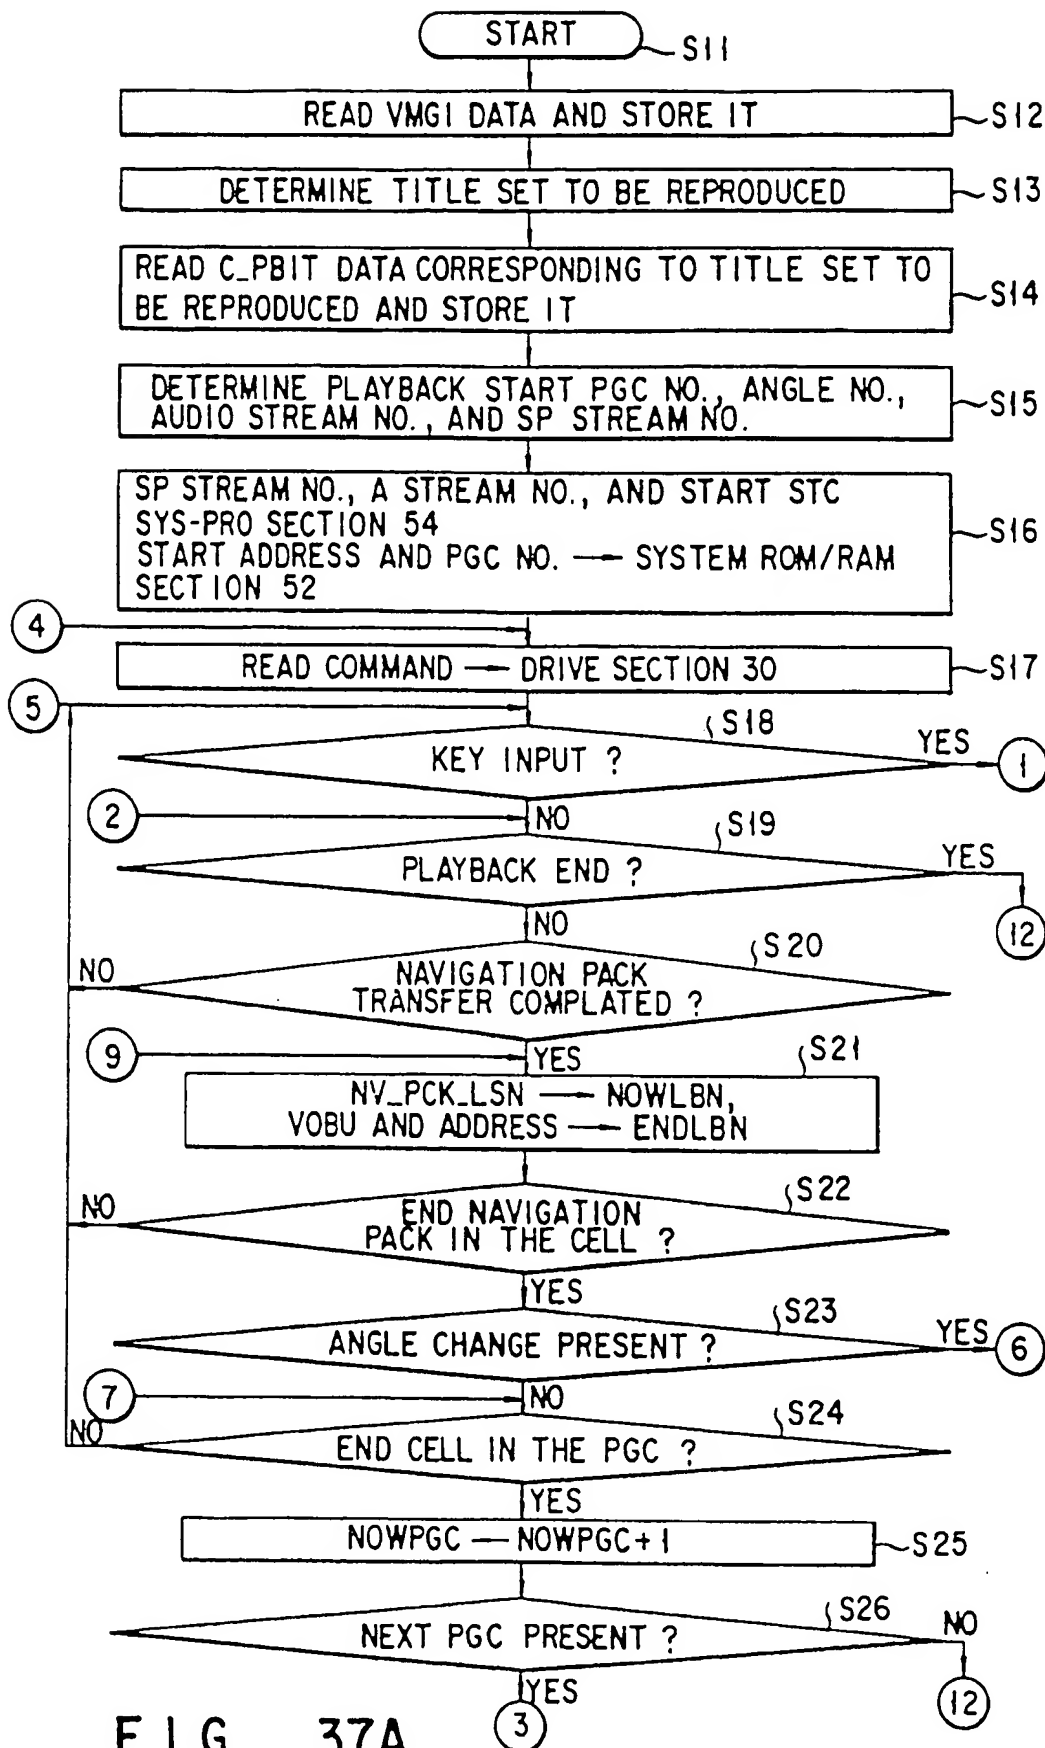 START
S11
READ VMGI DATA AND STORE IT
S12
DETERMINE TITLE SET TO BE REPRODUCED
S13
READ C_PBIT DATA CORRESPONDING TO TITLE SET TO
BE REPRODUCED AND STORE IT
S14
DETERMINE PLAYBACK START PGC NO., ANGLE NO.,
AUDIO STREAM NO., AND SP STREAM NO.
S15
SP STREAM NO., A STREAM NO., AND START STC
SYS-PRO SECTION 54
START ADDRESS AND PGC NO. → SYSTEM ROM/RAM
SECTION 52
S16
4
READ COMMAND → DRIVE SECTION 30
S17
5
S18
KEY INPUT ?
YES
1
2
NO
S19
PLAYBACK END ?
YES
12
NO
S20
NO
NAVIGATION PACK
TRANSFER COMPLATED ?
9
YES
S21
NV_PCK_LSN → NOWLBN,
VOBU AND ADDRESS → ENDLBN
S22
NO
END NAVIGATION
PACK IN THE CELL ?
YES
S23
ANGLE CHANGE PRESENT ?
YES
6
7
NO
S24
NO
END CELL IN THE PGC ?
YES
NOWPGC — NOWPGC+1
S25
S26
NEXT PGC PRESENT ?
NO
12
YES
3
FIG. 37A